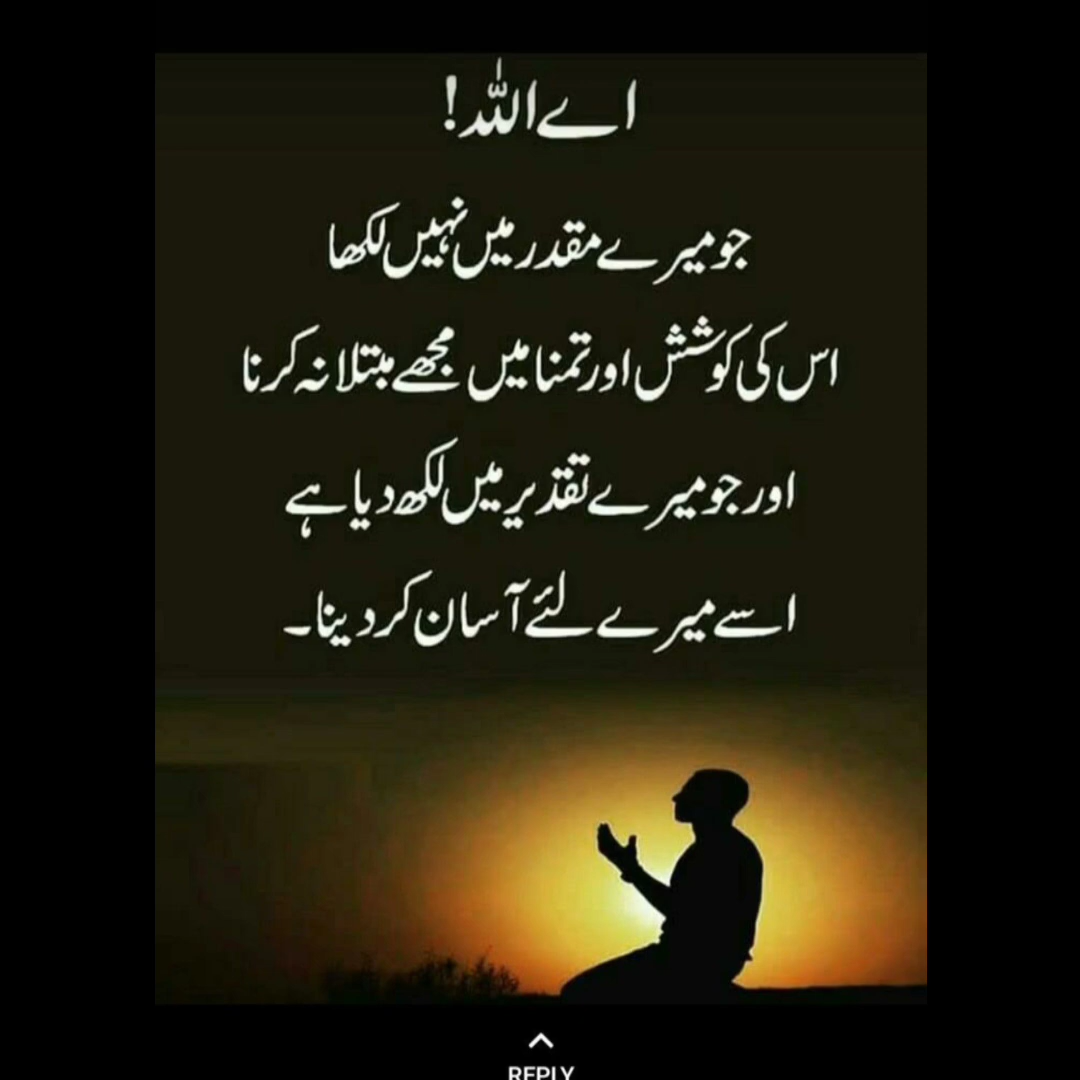 اے اللہ!
جو میرے مقدر میں نہیں لکھا
اس کی کوشش اور تمنا میں مجھے مبتلا نہ کرنا
اور جو میرے تقدیر میں لکھ دیا ہے
اسے میرے لئے آسان کر دینا۔
REPLY